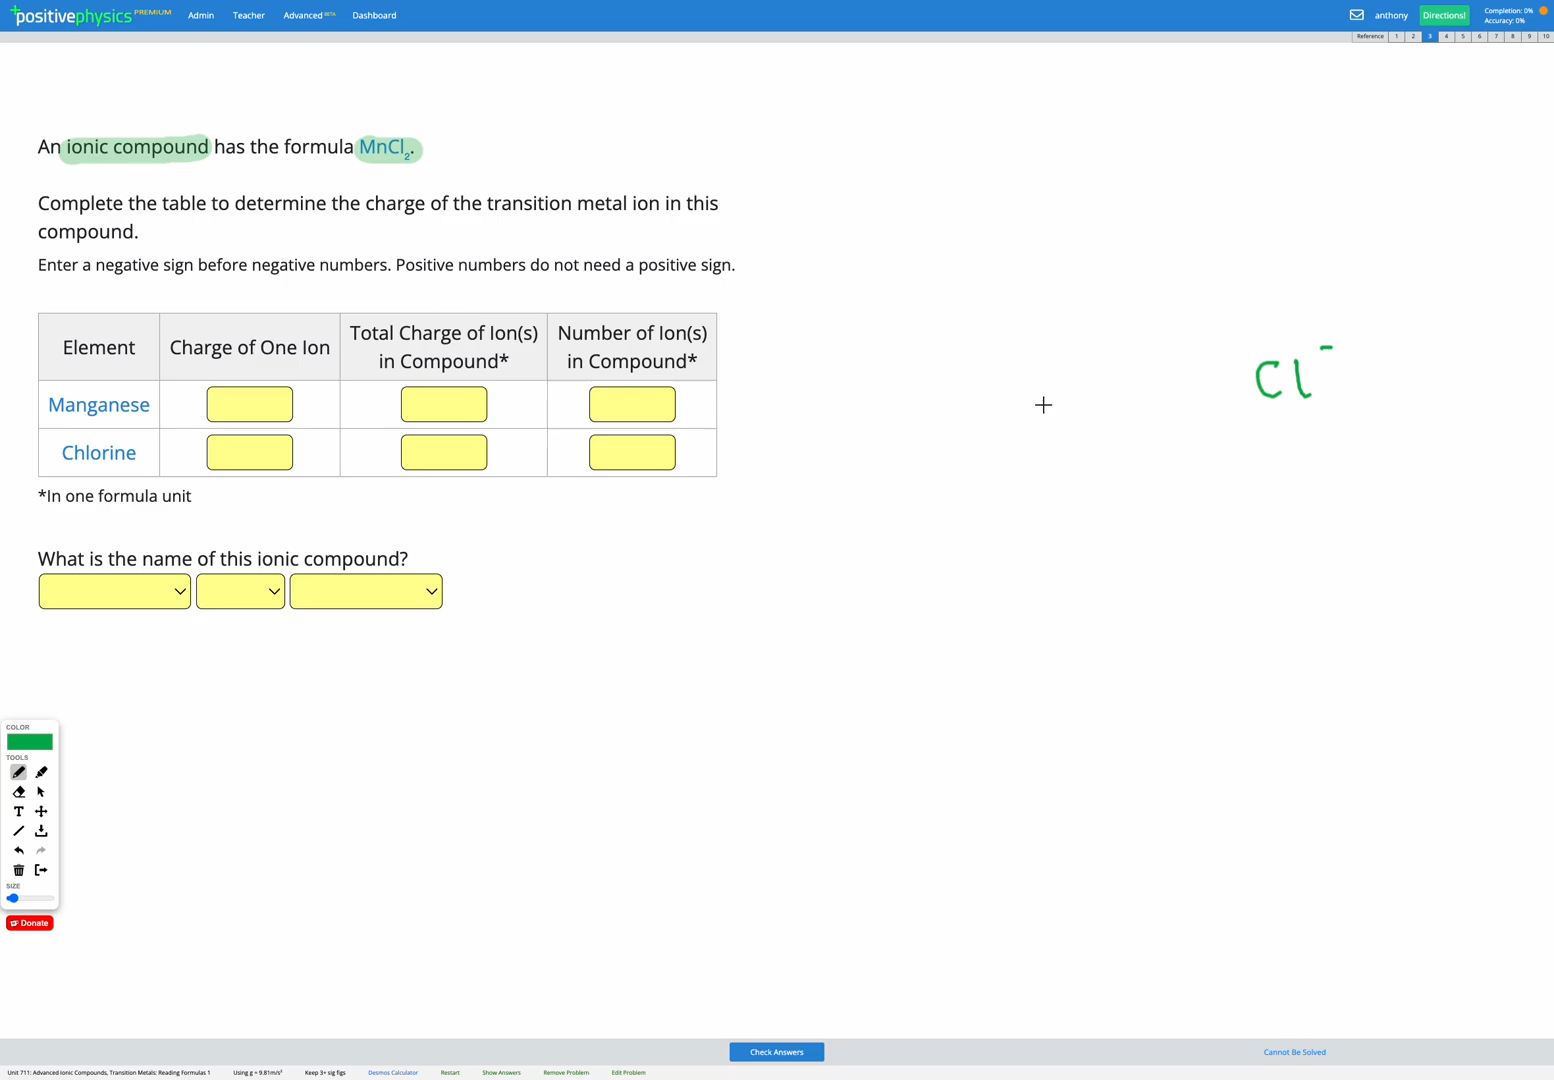 positivephysics PREMIUM Admin Teacher Advanced BETA Dashboard anthony Directions! Completion: 0%
Accuracy: 0%
Reference 1 2 3 4 5 6 7 8 9 10
An ionic compound has the formula MnCl₂.
Complete the table to determine the charge of the transition metal ion in this
compound.
Enter a negative sign before negative numbers. Positive numbers do not need a positive sign.
Element Charge of One Ion Total Charge of Ion(s) in Compound* Number of Ion(s) in Compound*
Manganese
Chlorine
*In one formula unit
Cl⁻
What is the name of this ionic compound?
COLOR
TOOLS
T
SIZE
Donate
Check Answers Cannot Be Solved
Unit 711: Advanced Ionic Compounds, Transition Metals: Reading Formulas 1 Using g = 9.81m/s² Keep 3+ sig figs Desmos Calculator Restart Show Answers Remove Problem Edit Problem